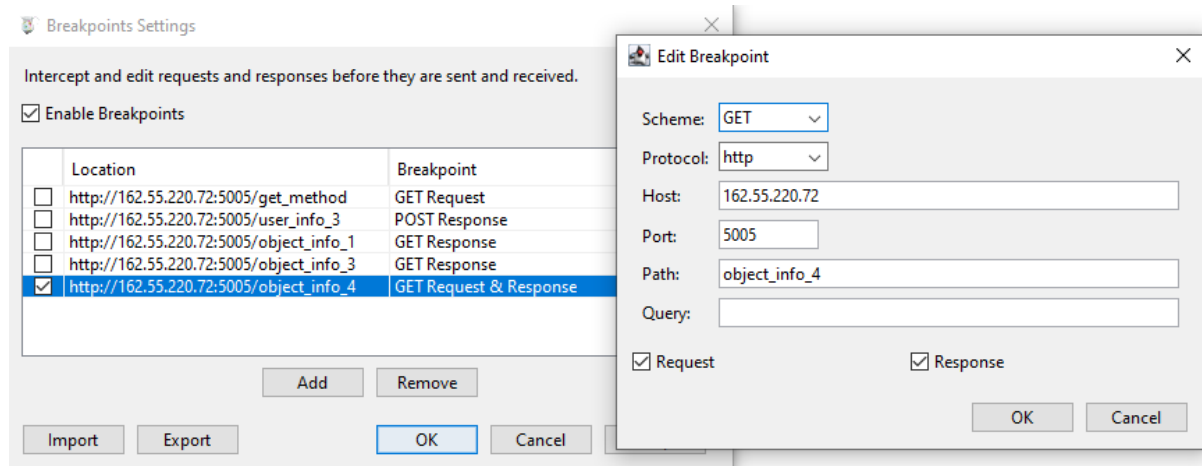 Breakpoints Settings
Intercept and edit requests and responses before they are sent and received.
Enable Breakpoints
Location Breakpoint
http://162.55.220.72:5005/get_method GET Request
http://162.55.220.72:5005/user_info_3 POST Response
http://162.55.220.72:5005/object_info_1 GET Response
http://162.55.220.72:5005/object_info_3 GET Response
http://162.55.220.72:5005/object_info_4 GET Request & Response
Add Remove
Import Export OK Cancel
Edit Breakpoint
Scheme: GET
Protocol: http
Host: 162.55.220.72
Port: 5005
Path: object_info_4
Query:
Request Response
OK Cancel